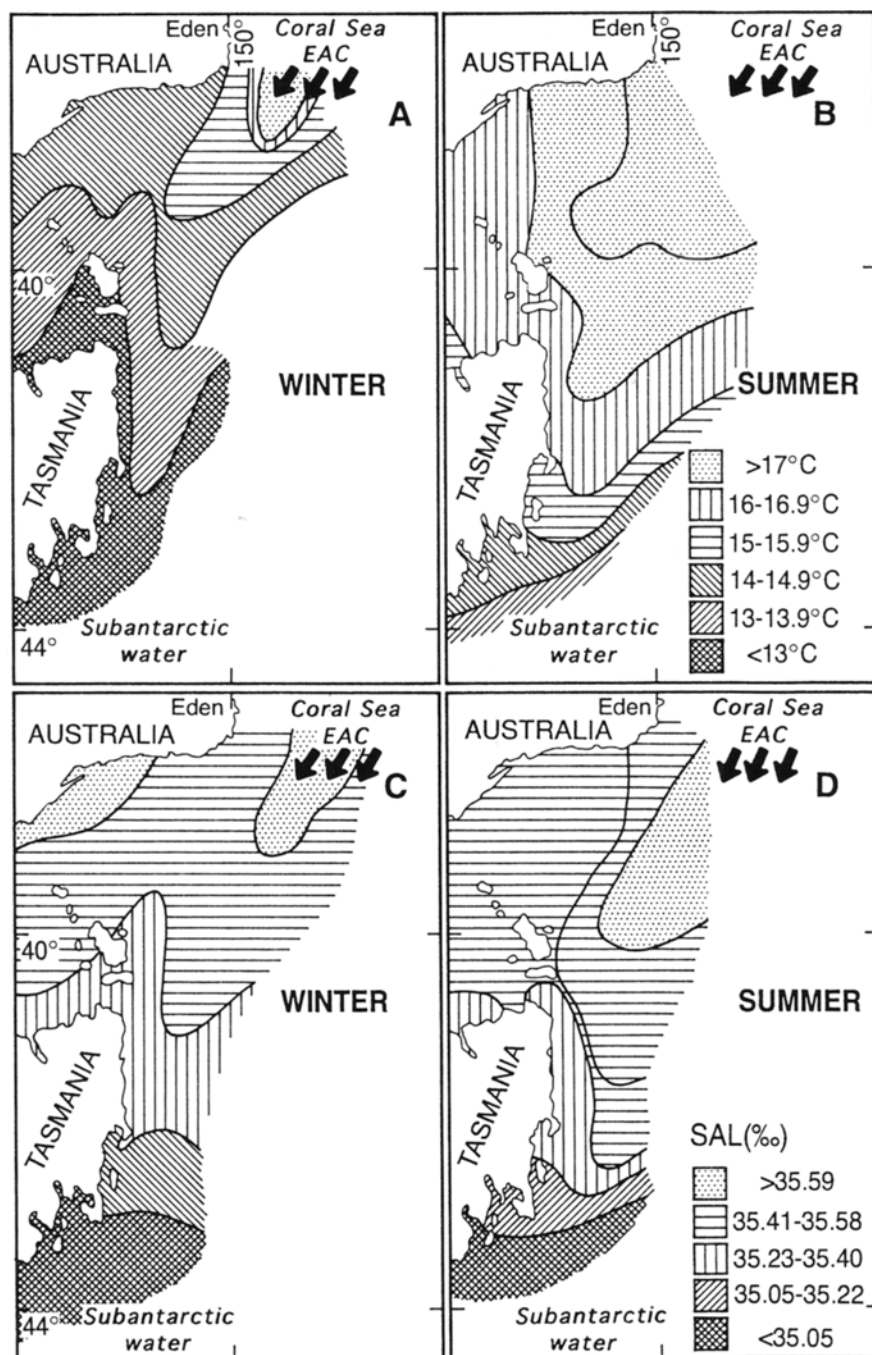 Eden
150°
Coral Sea
EAC
AUSTRALIA
A
40°
WINTER
TASMANIA
Subantarctic
water
44°
Eden
150°
Coral Sea
EAC
AUSTRALIA
B
SUMMER
TASMANIA
>17°C
16-16.9°C
15-15.9°C
14-14.9°C
13-13.9°C
<13°C
Subantarctic
water
Eden
Coral Sea
EAC
AUSTRALIA
C
40°
WINTER
TASMANIA
Subantarctic
water
44°
Eden
Coral Sea
EAC
AUSTRALIA
D
SUMMER
TASMANIA
SAL(‰)
>35.59
35.41-35.58
35.23-35.40
35.05-35.22
<35.05
Subantarctic
water